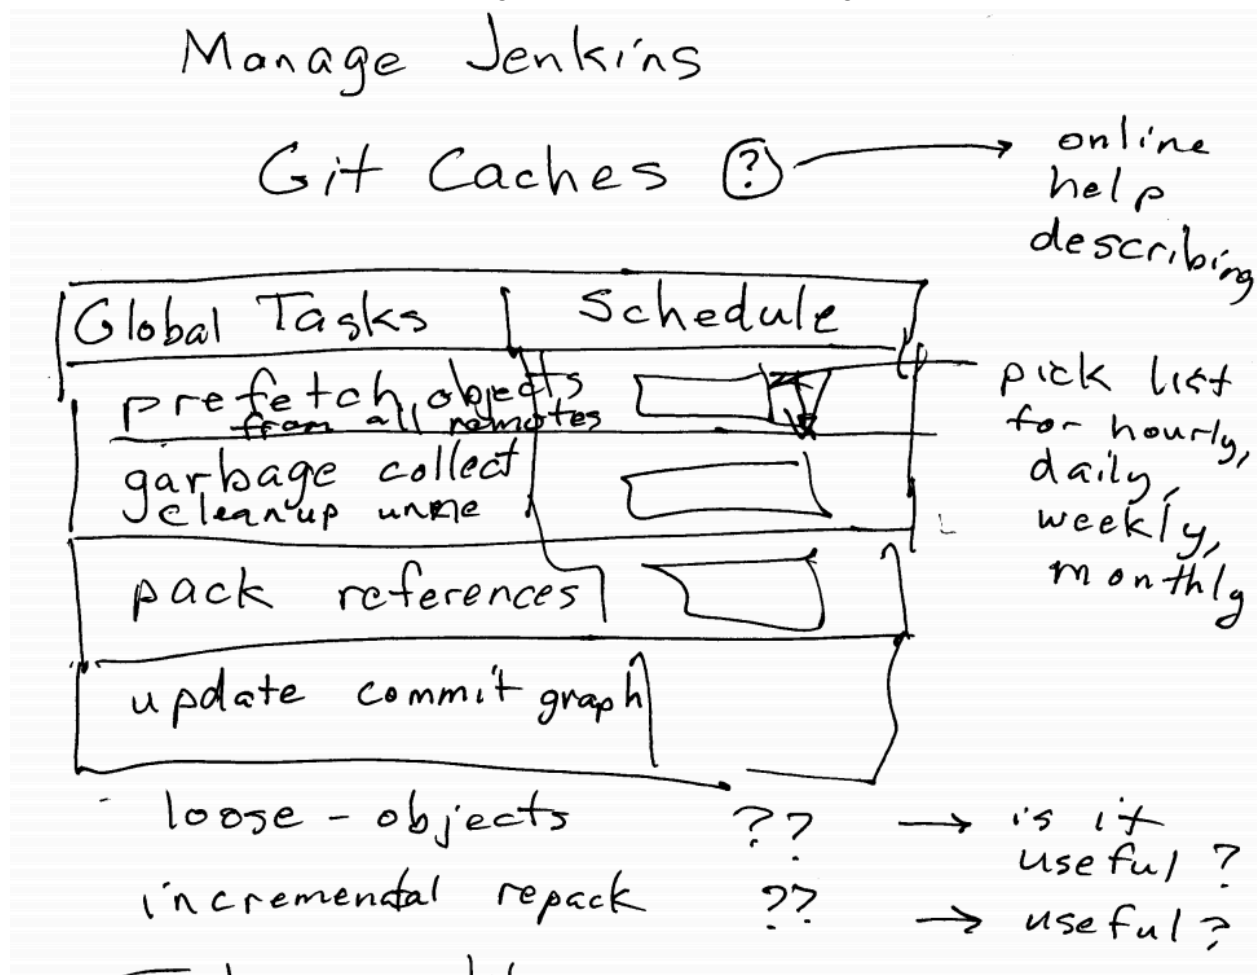 Manage Jenkins
Git Caches ?
online
help
describing
Global Tasks Schedule
prefetch objects
from all remotes
garbage collect
cleanup
pick list
for hourly,
daily,
weekly,
monthly
pack references
update commit graph
loose - objects ?? → is it
useful ?
incremental repack ?? → useful ?